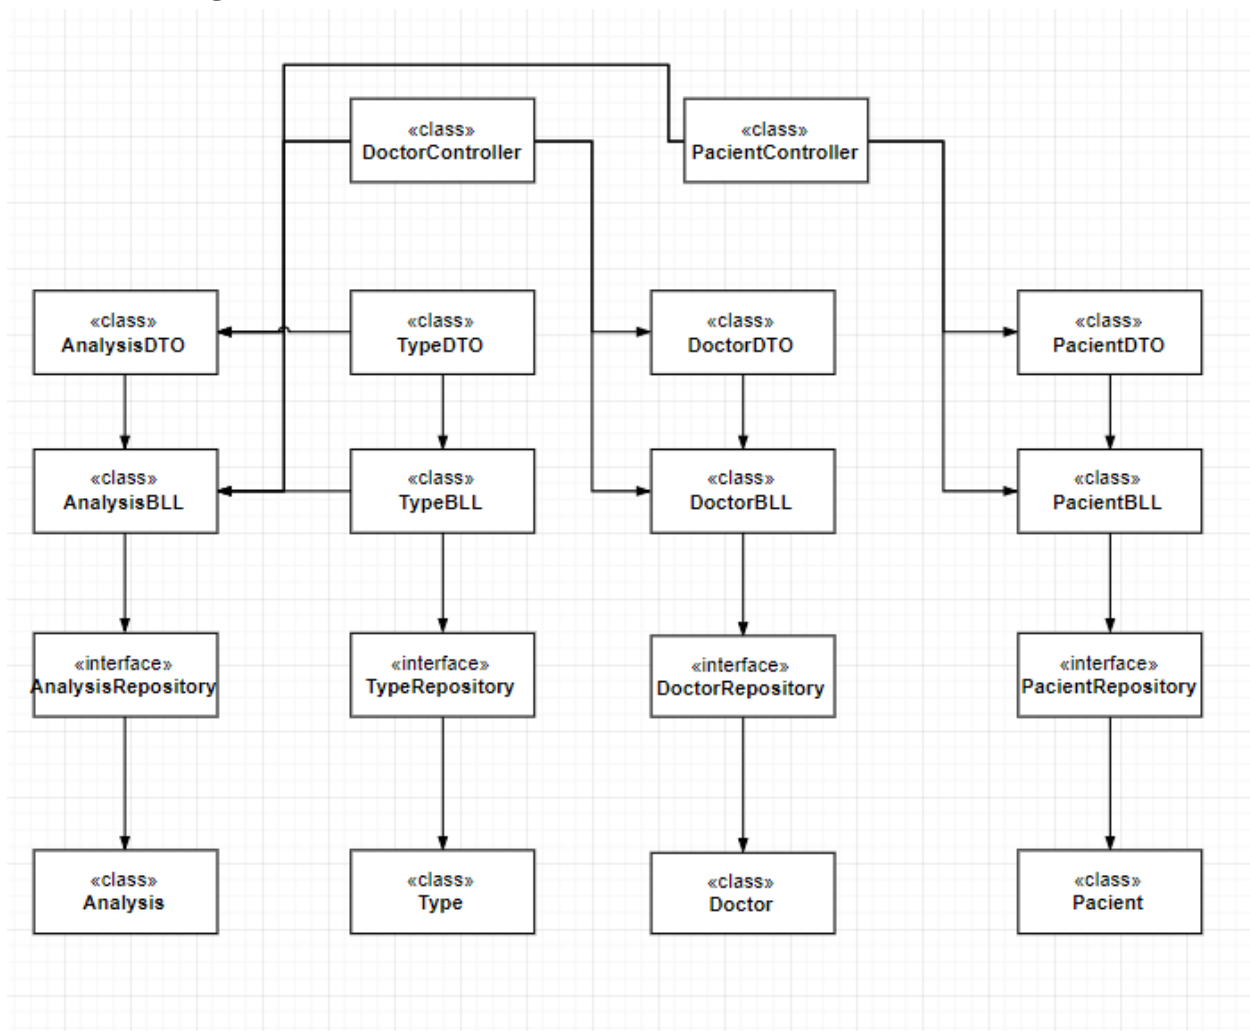 «class»
DoctorController
«class»
PacientController
«class»
AnalysisDTO
«class»
TypeDTO
«class»
DoctorDTO
«class»
PacientDTO
«class»
AnalysisBLL
«class»
TypeBLL
«class»
DoctorBLL
«class»
PacientBLL
«interface»
AnalysisRepository
«interface»
TypeRepository
«interface»
DoctorRepository
«interface»
PacientRepository
«class»
Analysis
«class»
Type
«class»
Doctor
«class»
Pacient